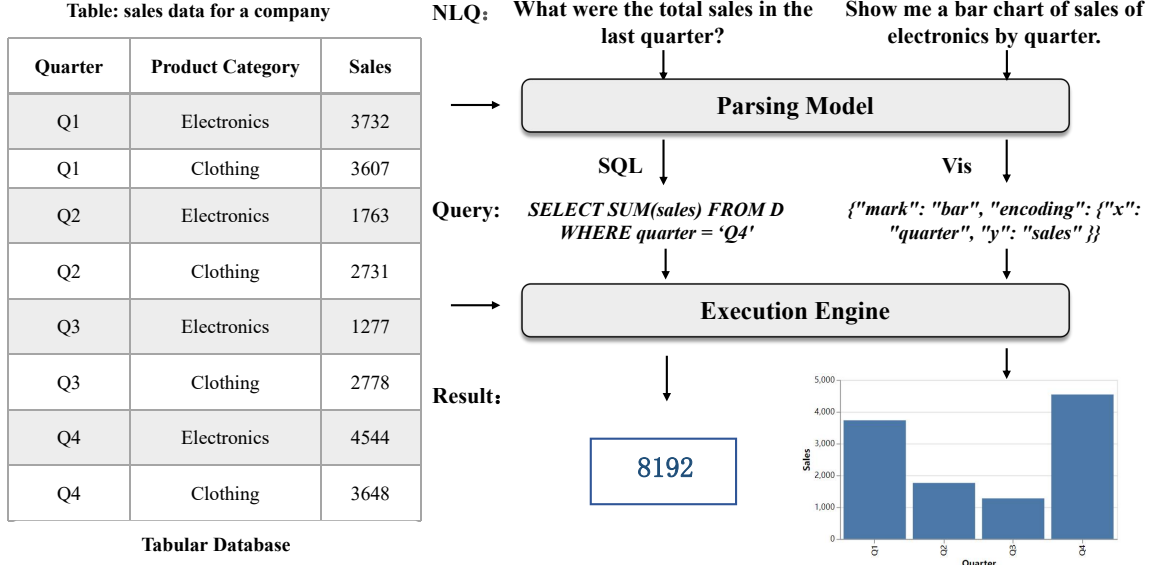 Table: sales data for a company
Quarter Product Category Sales
Q1 Electronics 3732
Q1 Clothing 3607
Q2 Electronics 1763
Q2 Clothing 2731
Q3 Electronics 1277
Q3 Clothing 2778
Q4 Electronics 4544
Q4 Clothing 3648
Tabular Database
NLQ：
What were the total sales in the
last quarter?
Show me a bar chart of sales of
electronics by quarter.
Parsing Model
SQL
Vis
Query:
SELECT SUM(sales) FROM D
WHERE quarter = ‘Q4'
{"mark": "bar", "encoding": {"x":
"quarter", "y": "sales" }}
Execution Engine
Result：
8192
5,000
4,000
3,000
2,000
1,000
0
Sales
Q1 Q2 Q3 Q4
Quarter